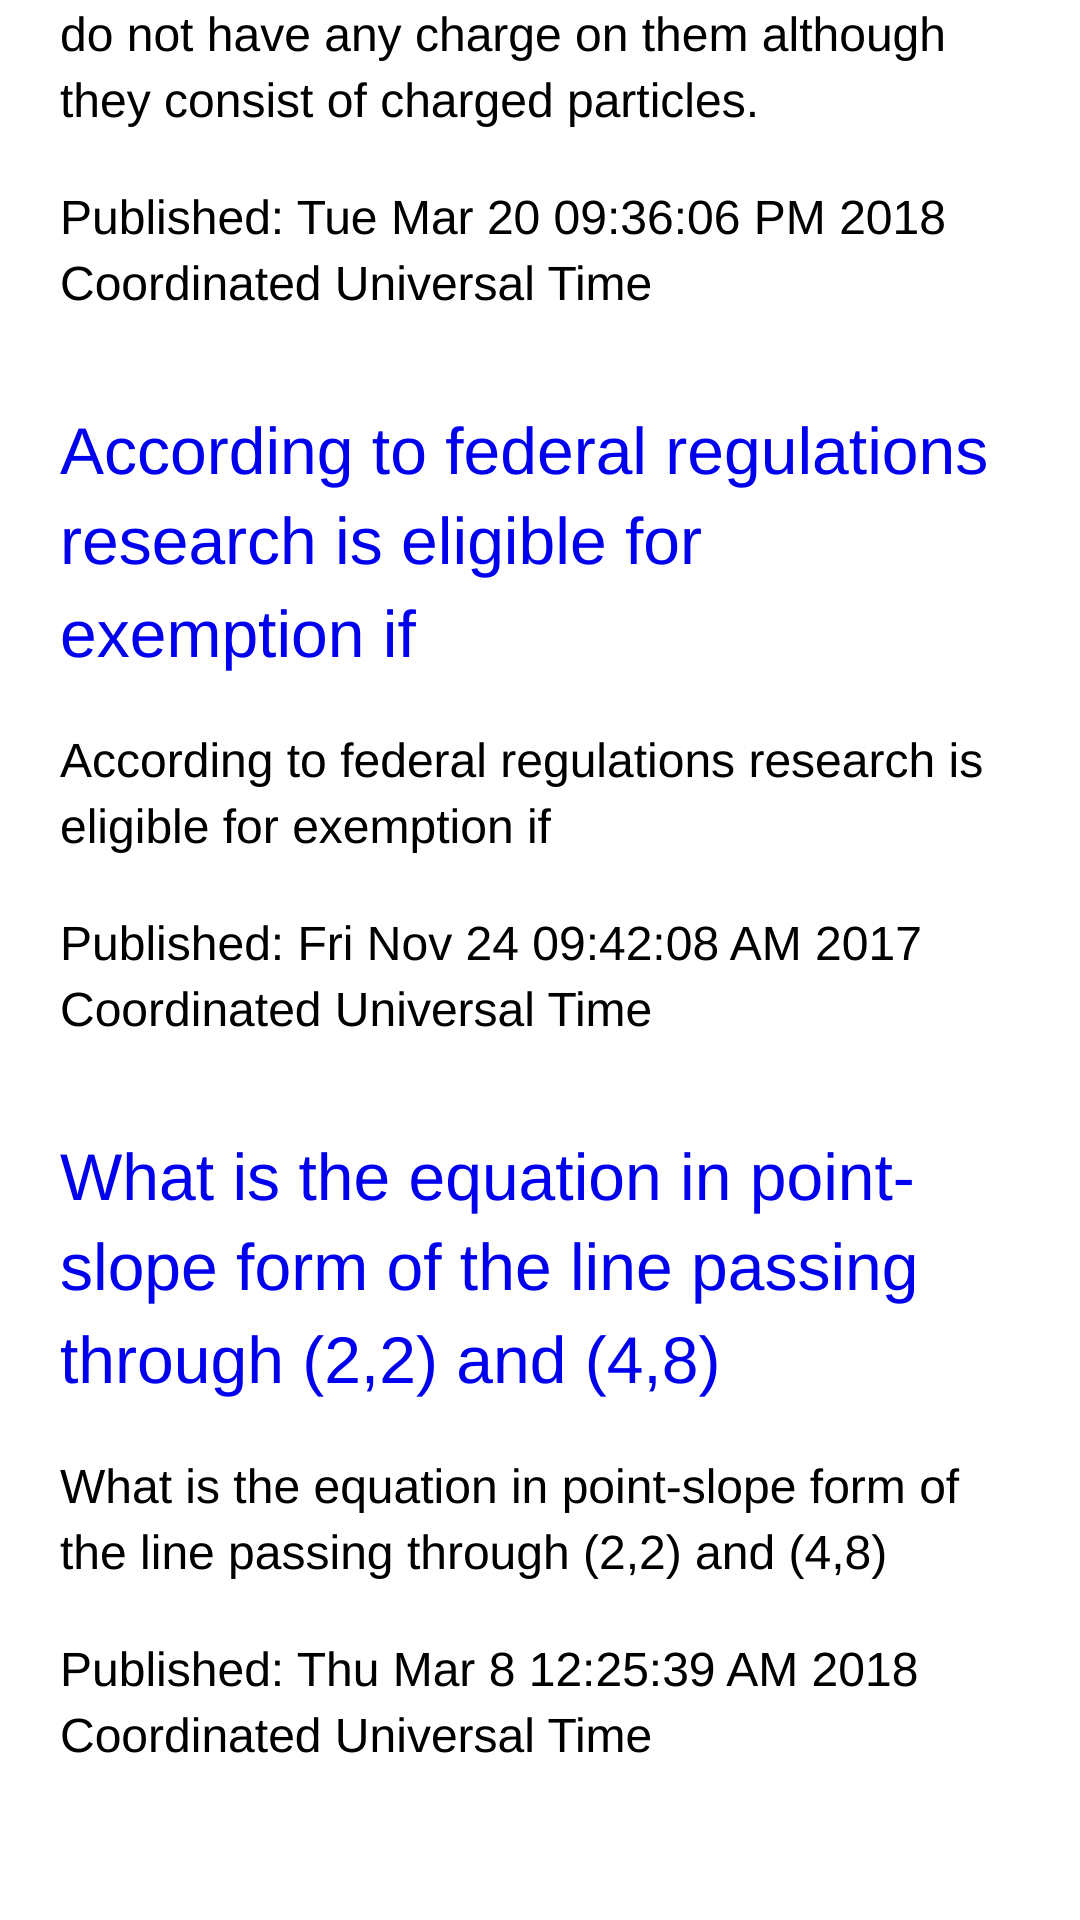 do not have any charge on them although
they consist of charged particles.
Published: Tue Mar 20 09:36:06 PM 2018
Coordinated Universal Time
According to federal regulations
research is eligible for
exemption if
According to federal regulations research is
eligible for exemption if
Published: Fri Nov 24 09:42:08 AM 2017
Coordinated Universal Time
What is the equation in point-
slope form of the line passing
through (2,2) and (4,8)
What is the equation in point-slope form of
the line passing through (2,2) and (4,8)
Published: Thu Mar 8 12:25:39 AM 2018
Coordinated Universal Time